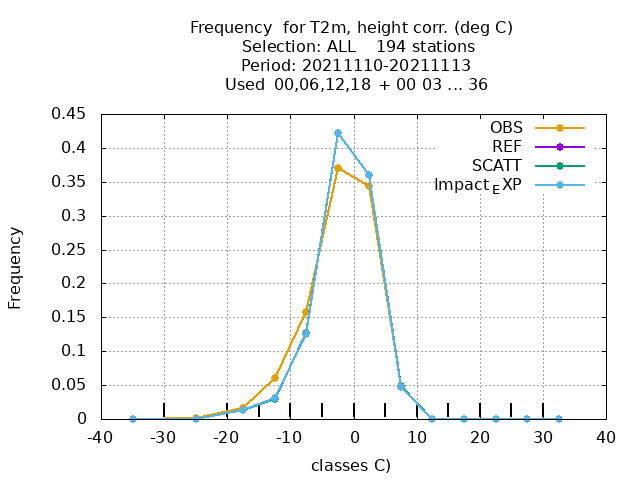 Frequency  for T2m, height corr. (deg C)
Selection: ALL    194 stations
Period: 20211110-20211113
Used  00,06,12,18  + 00 03 ... 36
0.45
0.4
0.35
0.3
0.25
0.2
0.15
0.1
0.05
0
Frequency
OBS
REF
SCATT
Impact_EXP
-40 -30 -20 -10 0 10 20 30 40
classes C)